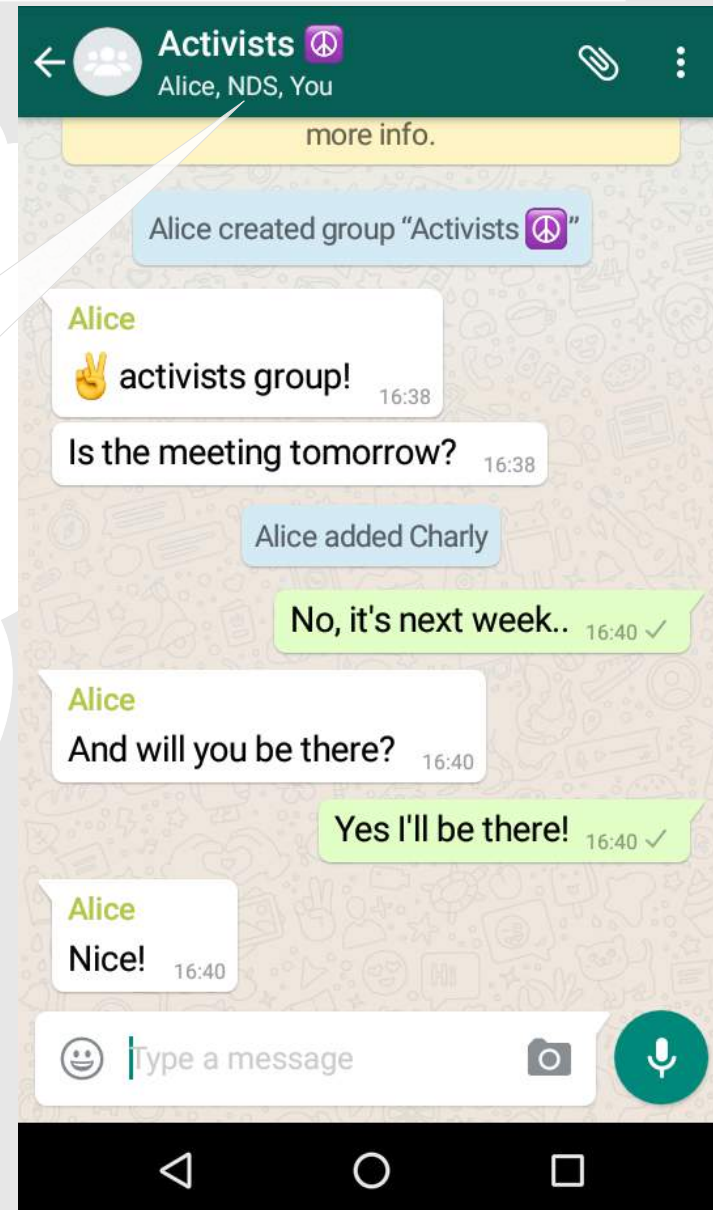 Activists ☮
Alice, NDS, You
more info.
Alice created group “Activists ☮”
Alice
✌ activists group! 16:38
Is the meeting tomorrow? 16:38
Alice added Charly
No, it's next week.. 16:40
Alice
And will you be there? 16:40
Yes I'll be there! 16:40
Alice
Nice! 16:40
Type a message